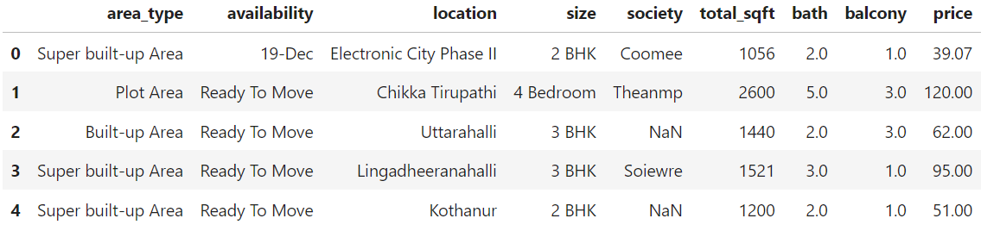 area_type availability location size society total_sqft bath balcony price
0 Super built-up Area 19-Dec Electronic City Phase II 2 BHK Coomee 1056 2.0 1.0 39.07
1 Plot Area Ready To Move Chikka Tirupathi 4 Bedroom Theanmp 2600 5.0 3.0 120.00
2 Built-up Area Ready To Move Uttarahalli 3 BHK NaN 1440 2.0 3.0 62.00
3 Super built-up Area Ready To Move Lingadheeranahalli 3 BHK Soiewre 1521 3.0 1.0 95.00
4 Super built-up Area Ready To Move Kothanur 2 BHK NaN 1200 2.0 1.0 51.00